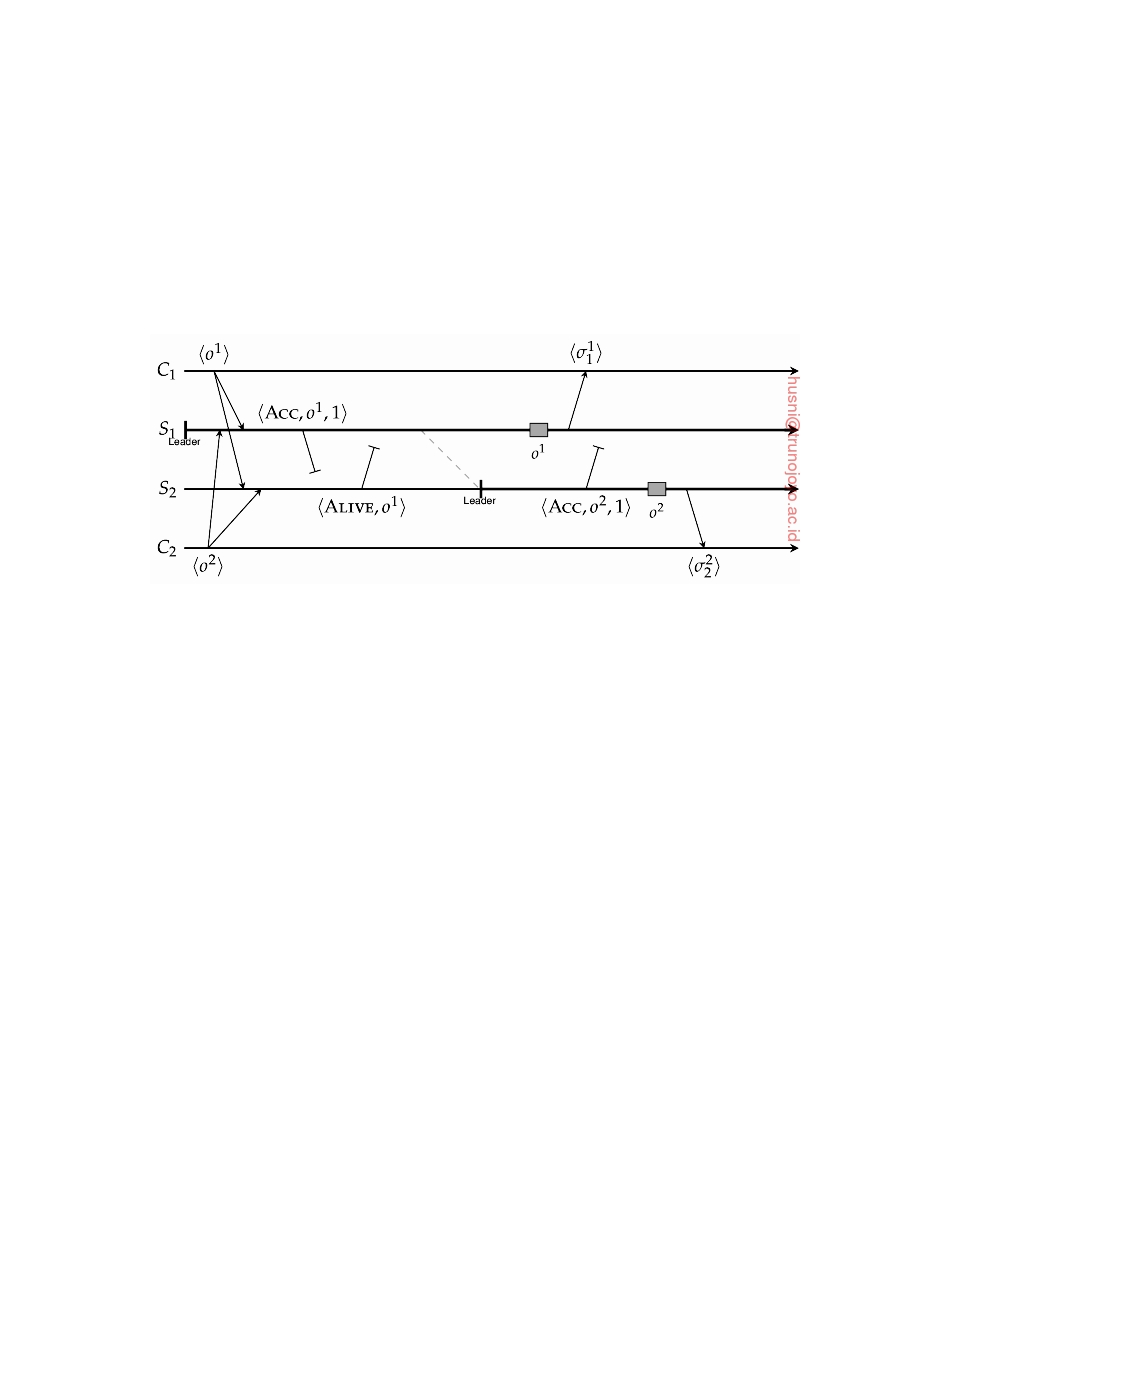 ⟨o¹⟩
⟨σ₁¹⟩
C₁
⟨ACC, o¹, 1⟩
S₁
Leader
o¹
S₂
Leader
⟨ALIVE, o¹⟩
⟨ACC, o², 1⟩
o²
C₂
⟨o²⟩
⟨σ₂²⟩
husni@trunojoyo.ac.id